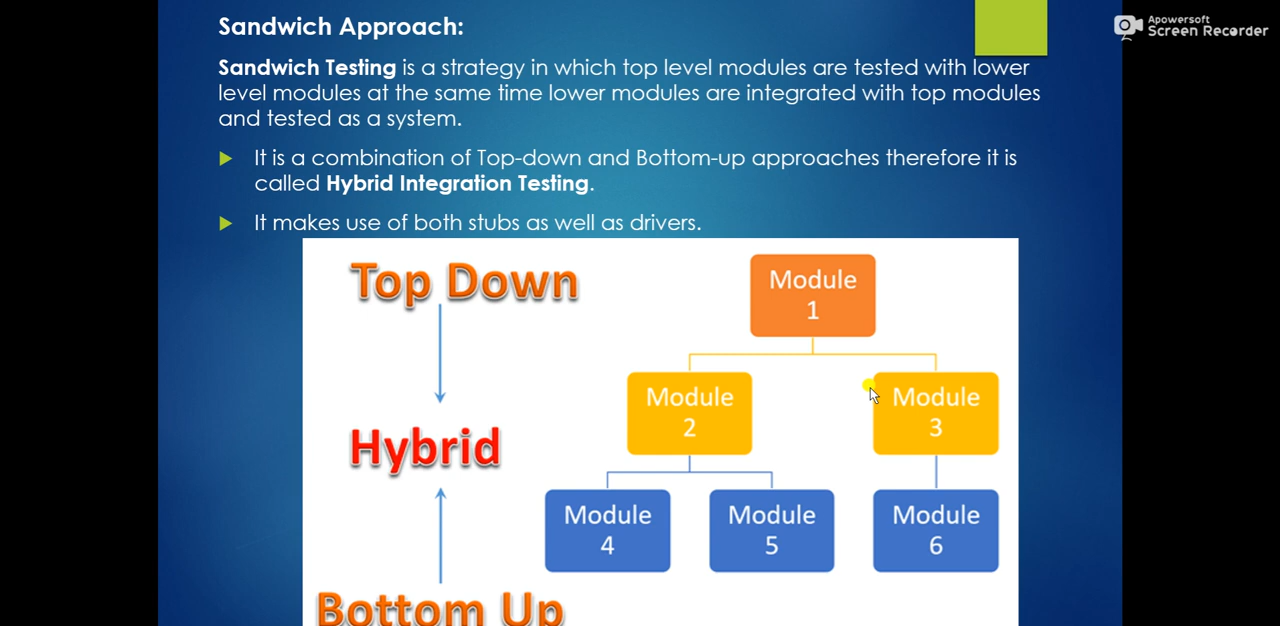 Sandwich Approach:
Apowersoft
Screen Recorder
Sandwich Testing is a strategy in which top level modules are tested with lower
level modules at the same time lower modules are integrated with top modules
and tested as a system.
It is a combination of Top-down and Bottom-up approaches therefore it is
called Hybrid Integration Testing.
It makes use of both stubs as well as drivers.
Top Down
Hybrid
Bottom Up
Module
1
Module
2
Module
3
Module
4
Module
5
Module
6